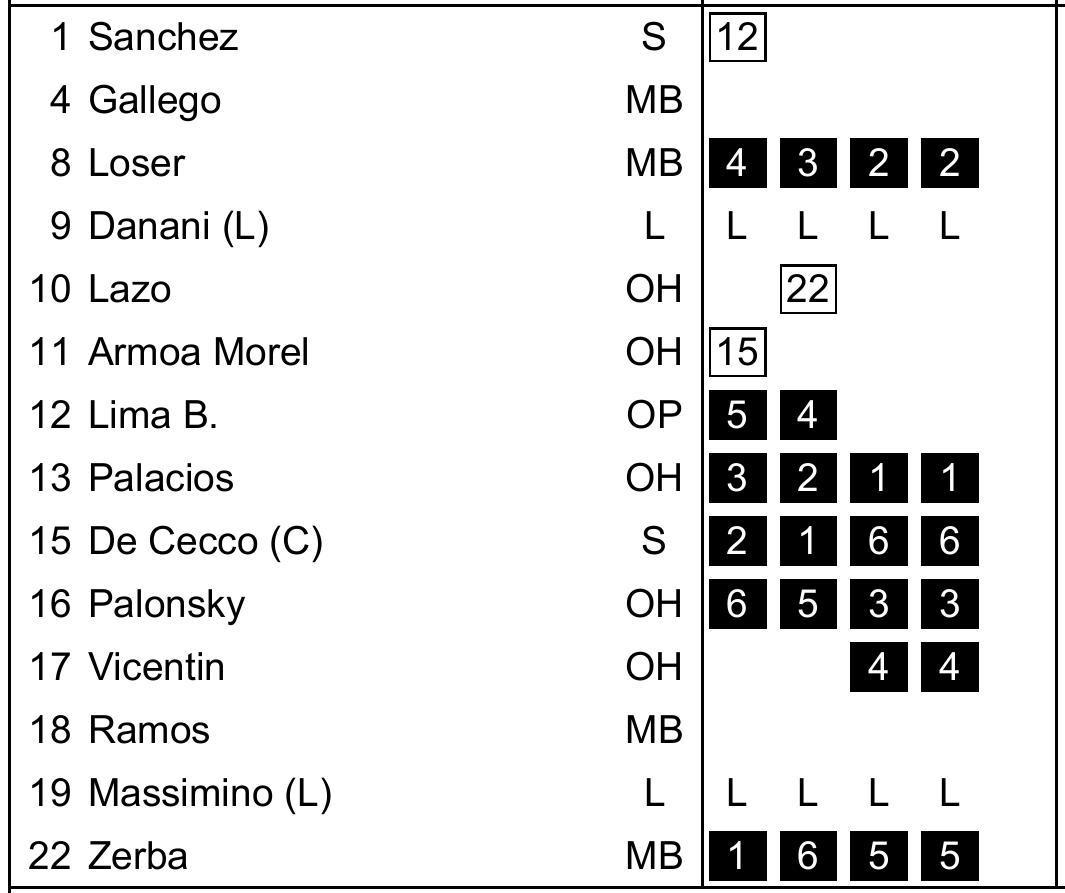 1 Sanchez S 12
4 Gallego MB
8 Loser MB 4 3 2 2
9 Danani (L) L L L L L
10 Lazo OH 22
11 Armoa Morel OH 15
12 Lima B. OP 5 4
13 Palacios OH 3 2 1 1
15 De Cecco (C) S 2 1 6 6
16 Palonsky OH 6 5 3 3
17 Vicentin OH 4 4
18 Ramos MB
19 Massimino (L) L L L L L
22 Zerba MB 1 6 5 5